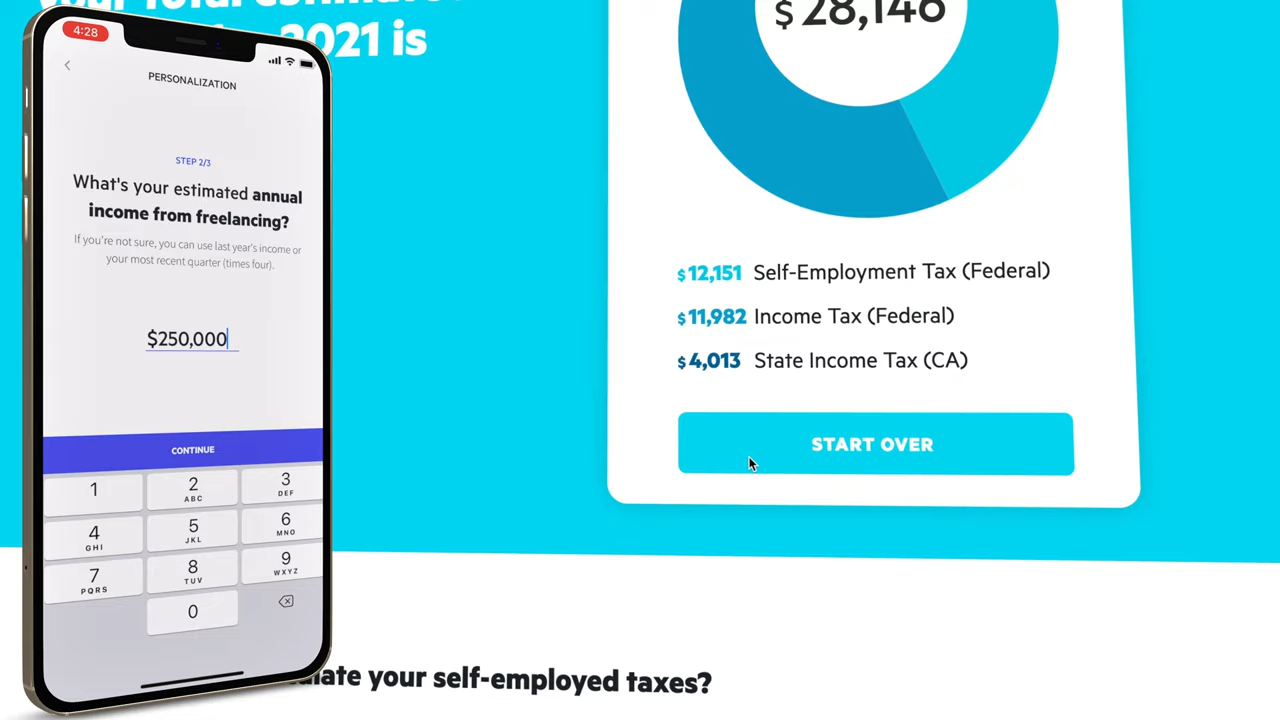 4:28
PERSONALIZATION
STEP 2/3
What's your estimated annual
income from freelancing?
If you're not sure, you can use last year's income or
your most recent quarter (times four).
$250,000
CONTINUE
1
2 ABC
3 DEF
4 GHI
5 JKL
6 MNO
7 PQRS
8 TUV
9 WXYZ
0
your Total estimate
2021 is
$28,146
$12,151 Self-Employment Tax (Federal)
$11,982 Income Tax (Federal)
$4,013 State Income Tax (CA)
START OVER
your self-employed taxes?